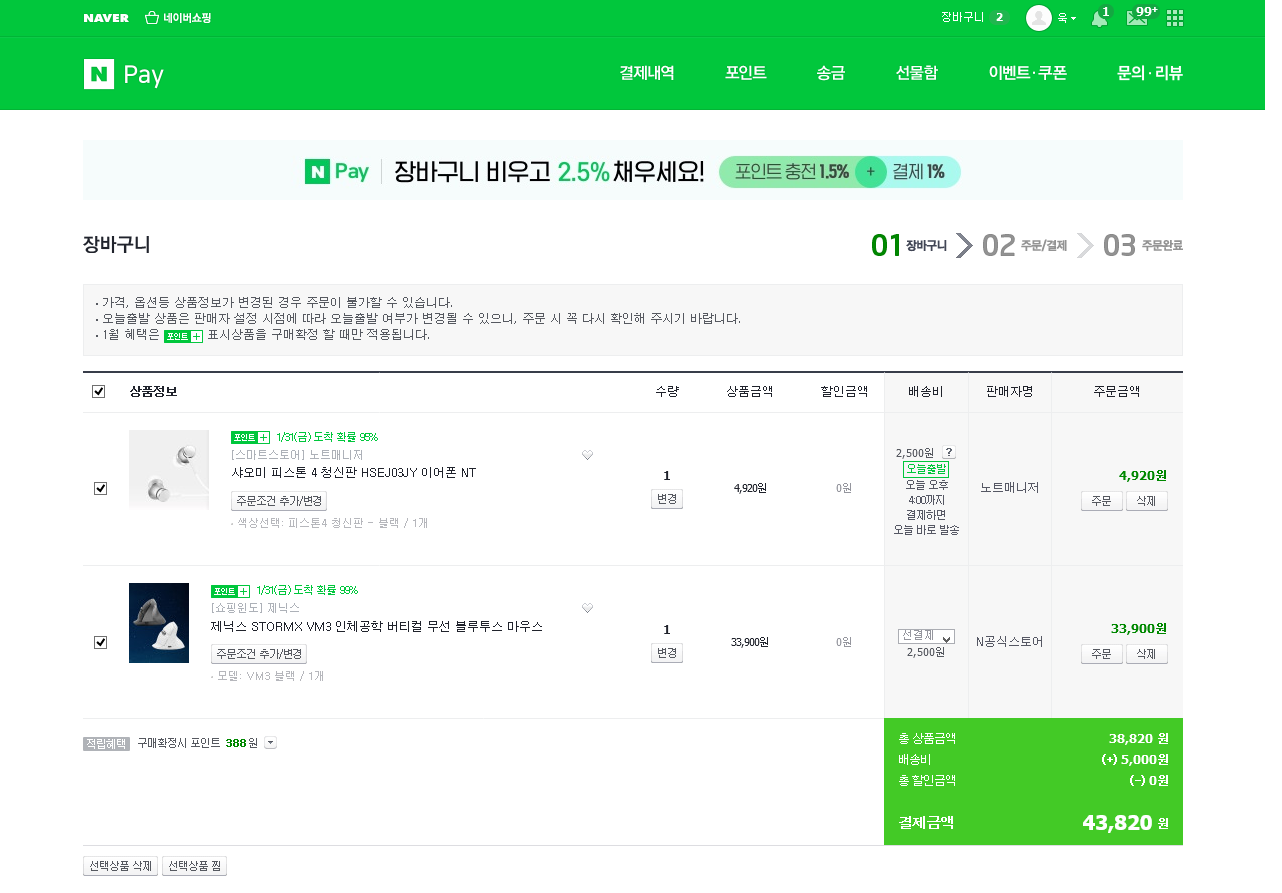 NAVER 네이버쇼핑 장바구니 2 욱 1 99+
N Pay 결제내역 포인트 송금 선물함 이벤트·쿠폰 문의·리뷰
N Pay 장바구니 비우고 2.5% 채우세요! 포인트 충전 1.5% + 결제 1%
장바구니 01 장바구니 02 주문/결제 03 주문완료
· 가격, 옵션등 상품정보가 변경된 경우 주문이 불가할 수 있습니다.
· 오늘출발 상품은 판매자 설정 시점에 따라 오늘출발 여부가 변경될 수 있으니, 주문 시 꼭 다시 확인해 주시기 바랍니다.
· 1월 혜택은 포인트+ 표시상품을 구매확정 할 때만 적용됩니다.
상품정보 수량 상품금액 할인금액 배송비 판매자명 주문금액
포인트+ 1/31(금) 도착 확률 95%
[스마트스토어] 노트매니저
샤오미 피스톤 4 청신판 HSEJ03JY 이어폰 NT
주문조건 추가/변경
· 색상선택: 피스톤4 청신판 - 블랙 / 1개
1
변경
4,920원
0원
2,500원 ?
오늘출발
오늘 오후
4:00까지
결제하면
오늘 바로 발송
노트매니저
4,920원
주문 삭제
포인트+ 1/31(금) 도착 확률 99%
[쇼핑윈도] 제닉스
제닉스 STORMX VM3 인체공학 버티컬 무선 블루투스 마우스
주문조건 추가/변경
· 모델: VM3 블랙 / 1개
1
변경
33,900원
0원
선결제
2,500원
N공식스토어
33,900원
주문 삭제
적립혜택 구매확정시 포인트 388원
총 상품금액 38,820 원
배송비 (+) 5,000원
총 할인금액 (-) 0원
결제금액 43,820 원
선택상품 삭제 선택상품 찜